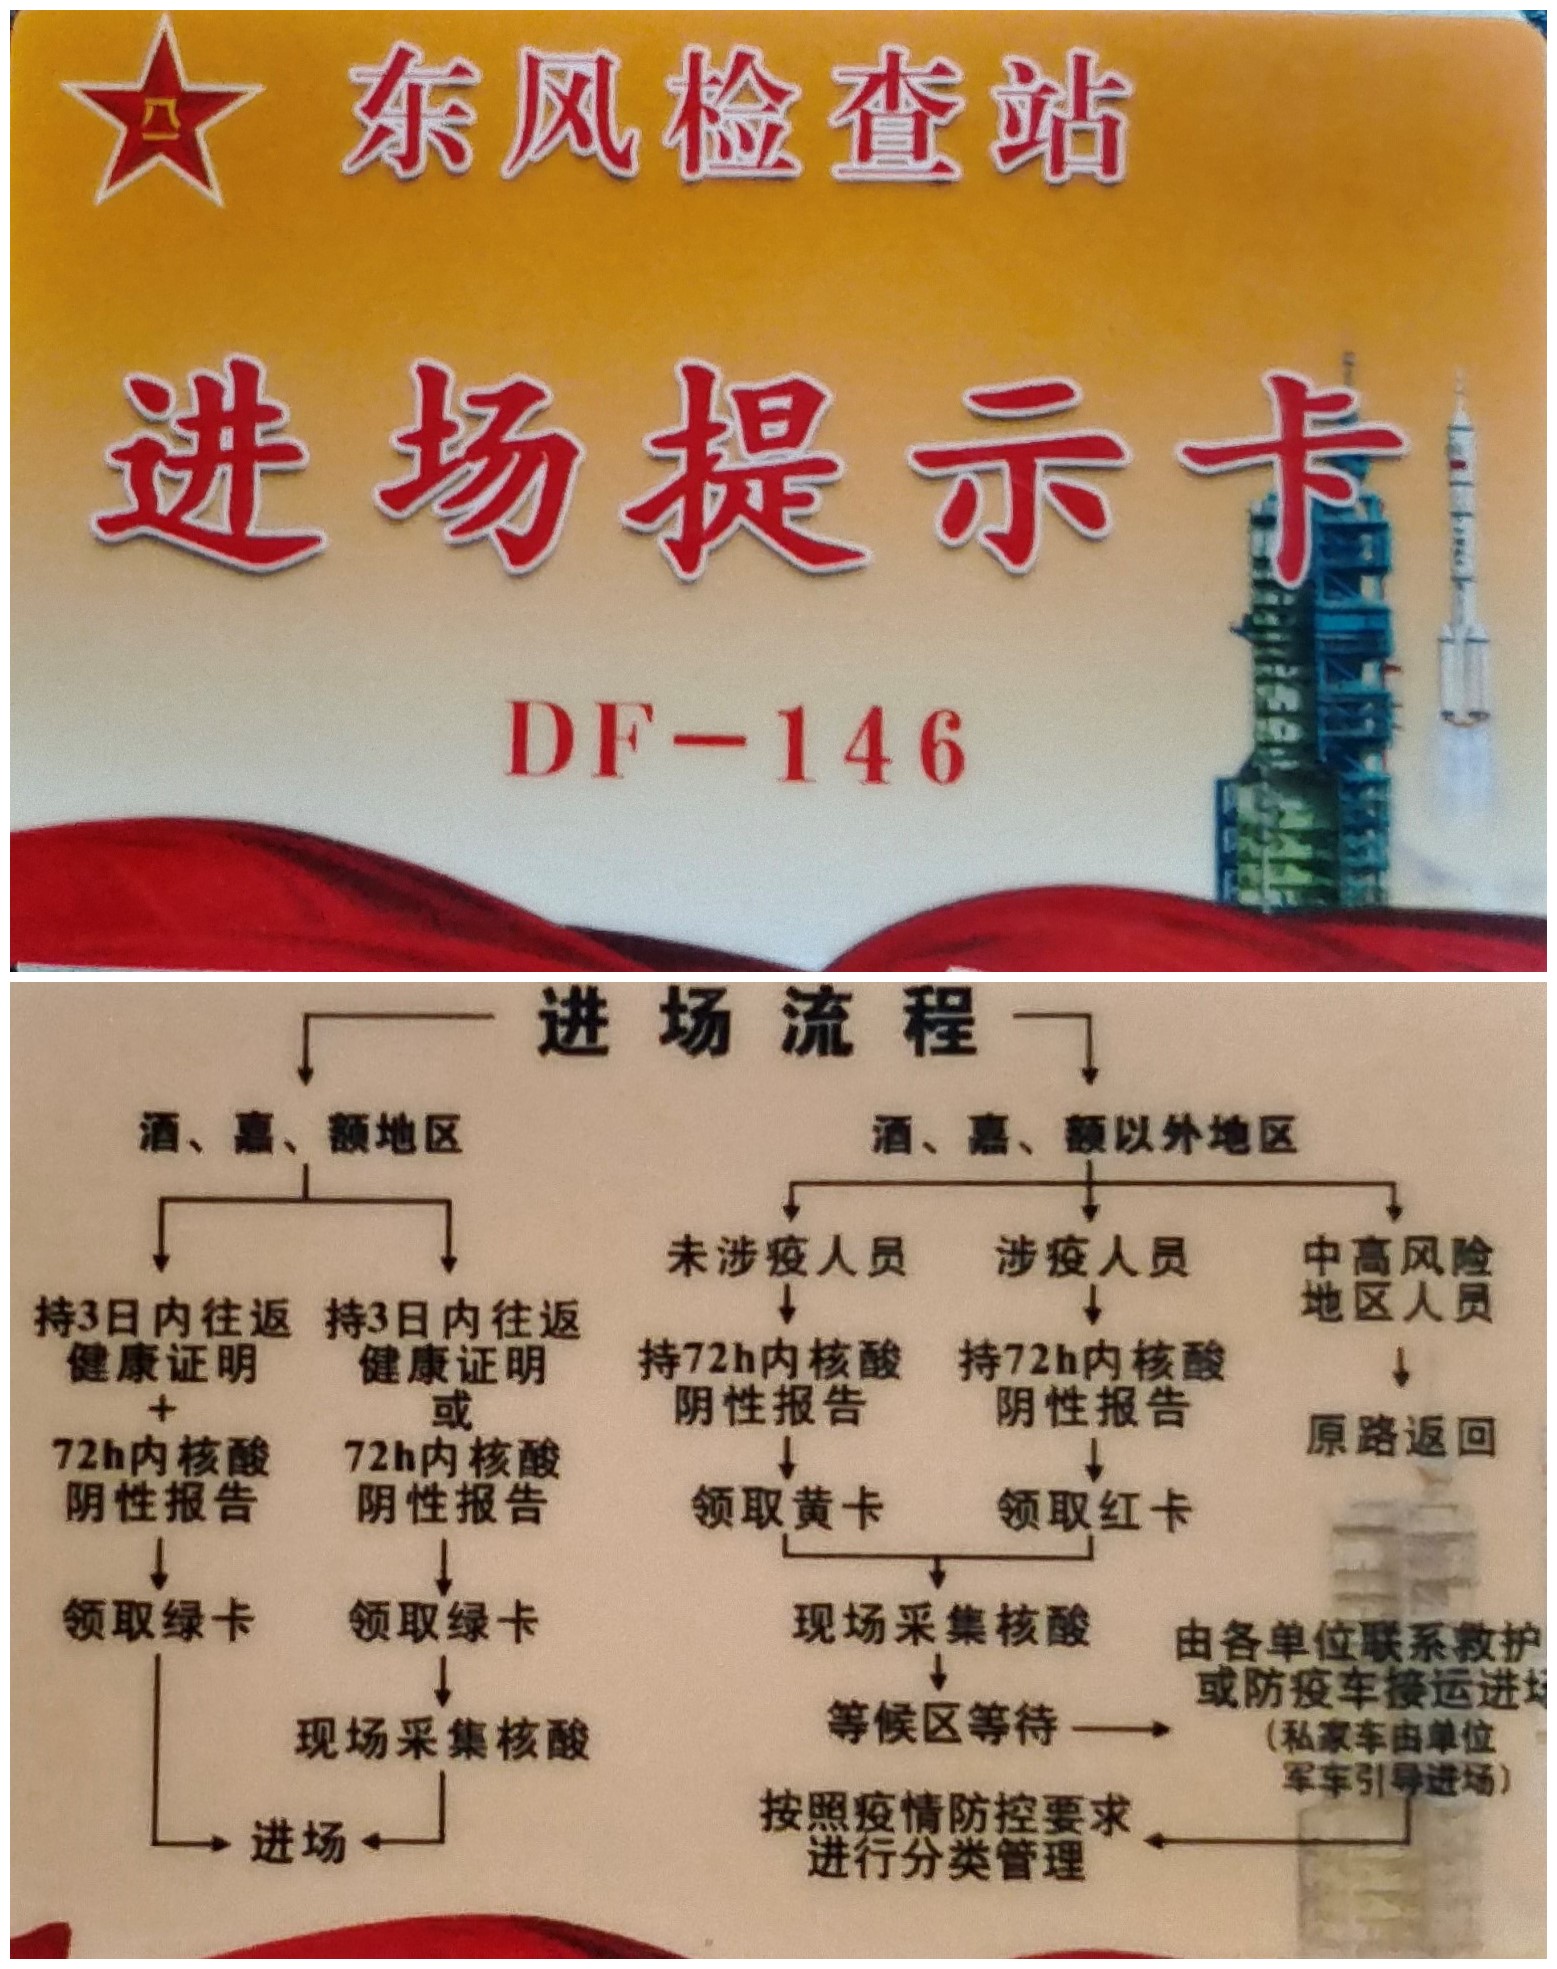 八一
东风检查站
进场提示卡
DF-146
进场流程
酒、嘉、额地区
酒、嘉、额以外地区
持3日内往返
健康证明
+
72h内核酸
阴性报告
领取绿卡
持3日内往返
健康证明
或
72h内核酸
阴性报告
领取绿卡
现场采集核酸
进场
未涉疫人员
持72h内核酸
阴性报告
领取黄卡
涉疫人员
持72h内核酸
阴性报告
领取红卡
中高风险
地区人员
原路返回
现场采集核酸
等候区等待
由各单位联系救护
或防疫车接运进场
(私家车由单位
军车引导进场)
按照疫情防控要求
进行分类管理